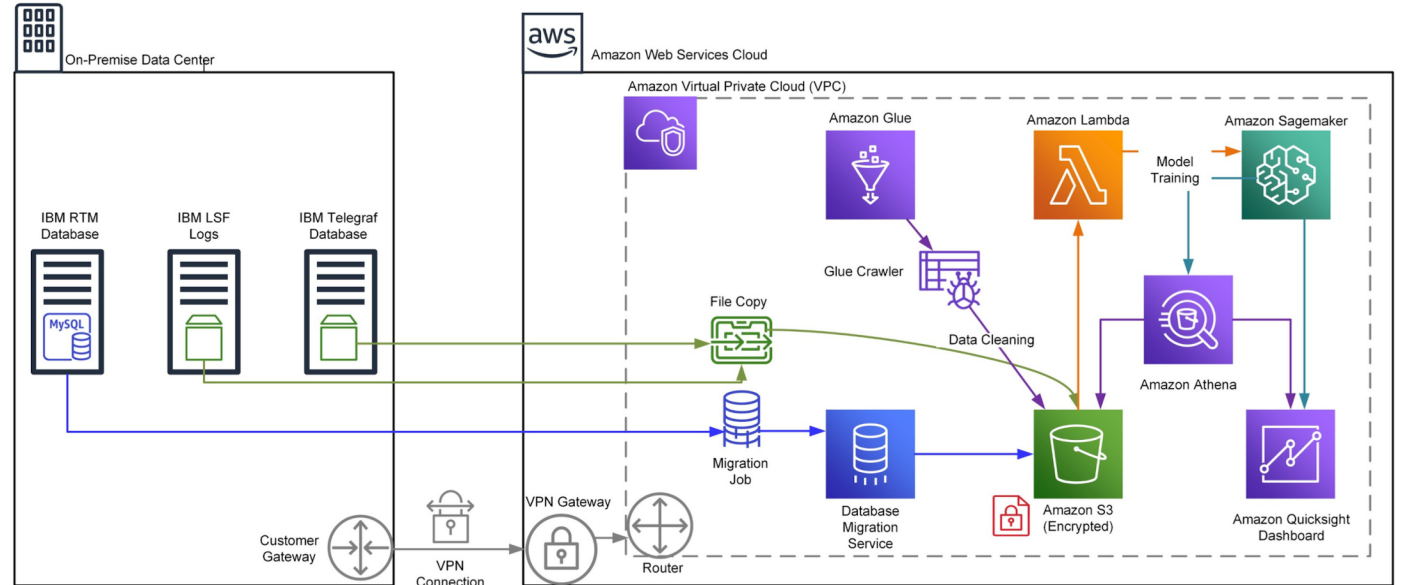 On-Premise Data Center
aws
Amazon Web Services Cloud
Amazon Virtual Private Cloud (VPC)
Amazon Glue
Amazon Lambda
Amazon Sagemaker
Model
Training
IBM RTM
Database
IBM LSF
Logs
IBM Telegraf
Database
MySQL
Glue Crawler
File Copy
Data Cleaning
Amazon Athena
Migration
Job
Database
Migration
Service
Amazon S3
(Encrypted)
Amazon Quicksight
Dashboard
Customer
Gateway
VPN
Connection
VPN Gateway
Router